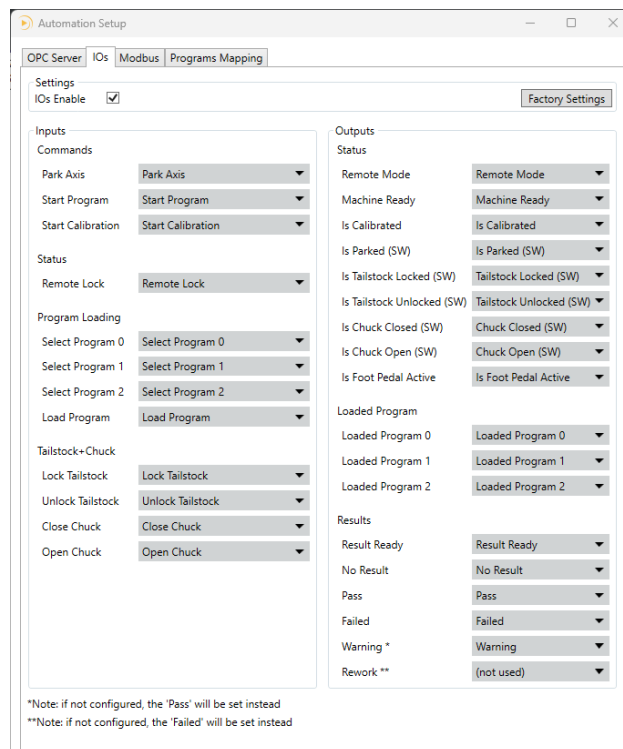 Automation Setup
OPC Server IOs Modbus Programs Mapping
Settings
IOs Enable
Factory Settings
Inputs
Commands
Park Axis Park Axis
Start Program Start Program
Start Calibration Start Calibration
Status
Remote Lock Remote Lock
Program Loading
Select Program 0 Select Program 0
Select Program 1 Select Program 1
Select Program 2 Select Program 2
Load Program Load Program
Tailstock+Chuck
Lock Tailstock Lock Tailstock
Unlock Tailstock Unlock Tailstock
Close Chuck Close Chuck
Open Chuck Open Chuck
Outputs
Status
Remote Mode Remote Mode
Machine Ready Machine Ready
Is Calibrated Is Calibrated
Is Parked (SW) Is Parked (SW)
Is Tailstock Locked (SW) Tailstock Locked (SW)
Is Tailstock Unlocked (SW) Tailstock Unlocked (SW)
Is Chuck Closed (SW) Chuck Closed (SW)
Is Chuck Open (SW) Chuck Open (SW)
Is Foot Pedal Active Is Foot Pedal Active
Loaded Program
Loaded Program 0 Loaded Program 0
Loaded Program 1 Loaded Program 1
Loaded Program 2 Loaded Program 2
Results
Result Ready Result Ready
No Result No Result
Pass Pass
Failed Failed
Warning * Warning
Rework ** (not used)
*Note: if not configured, the 'Pass' will be set instead
**Note: if not configured, the 'Failed' will be set instead